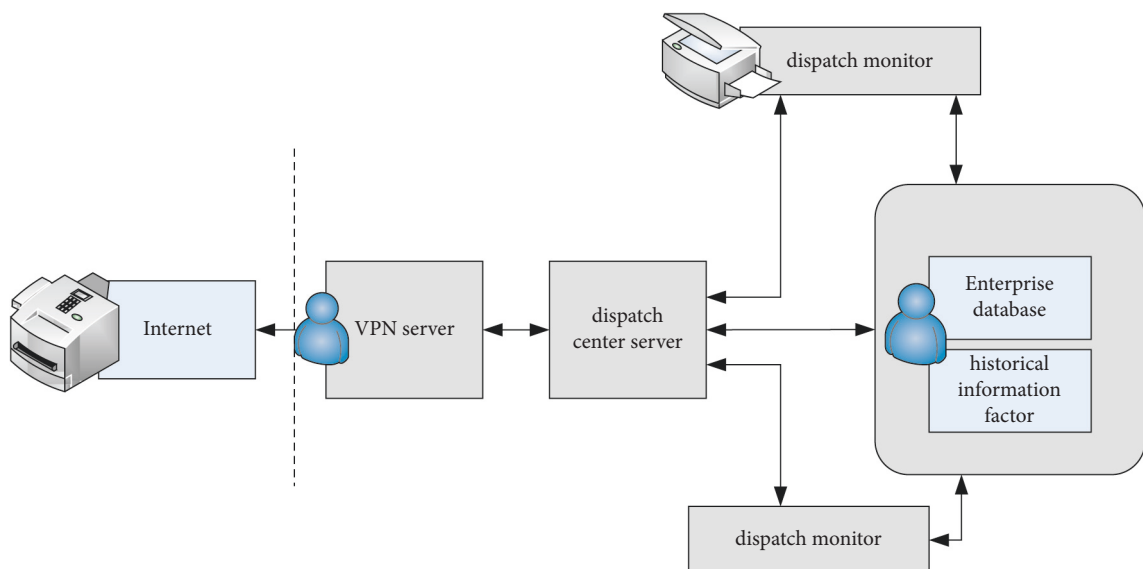 dispatch monitor
Internet
VPN server
dispatch
center server
Enterprise
database
historical
information
factor
dispatch monitor